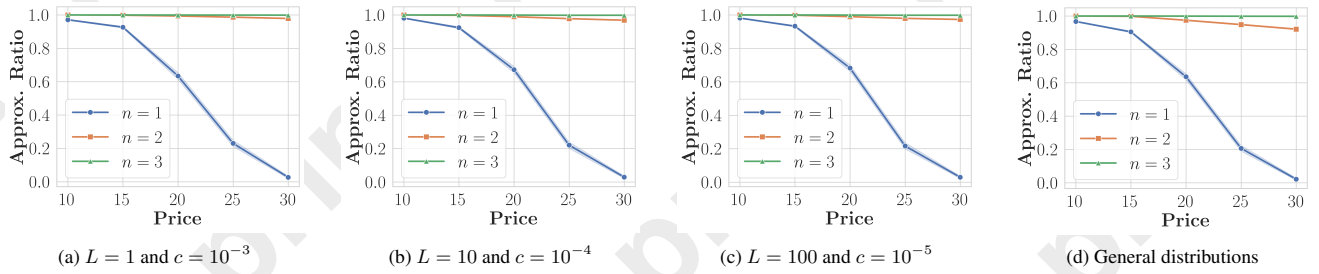 Approx. Ratio
1.0
0.8
0.6
0.4
0.2
0.0
n = 1
n = 2
n = 3
10 15 20 25 30
Price
(a) L = 1 and c = 10⁻³
Approx. Ratio
1.0
0.8
0.6
0.4
0.2
0.0
n = 1
n = 2
n = 3
10 15 20 25 30
Price
(b) L = 10 and c = 10⁻⁴
Approx. Ratio
1.0
0.8
0.6
0.4
0.2
0.0
n = 1
n = 2
n = 3
10 15 20 25 30
Price
(c) L = 100 and c = 10⁻⁵
Approx. Ratio
1.0
0.8
0.6
0.4
0.2
0.0
n = 1
n = 2
n = 3
10 15 20 25 30
Price
(d) General distributions